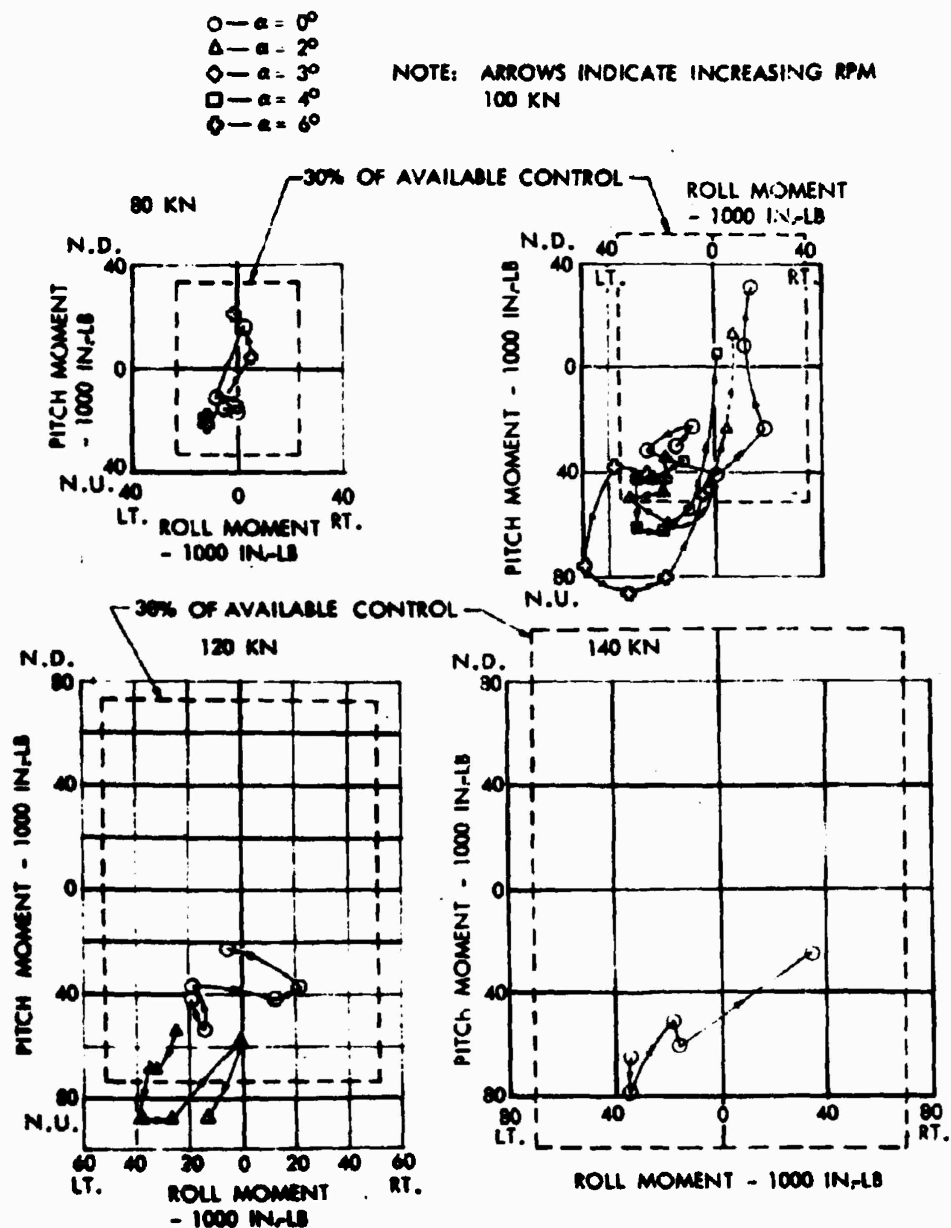 ○ — α = 0°
△ — α = 2°
◇ — α = 3°
□ — α = 4°
— α = 6°
NOTE: ARROWS INDICATE INCREASING RPM
100 KN
30% OF AVAILABLE CONTROL
80 KN
ROLL MOMENT
- 1000 IN.-LB
N.D.
40
0
40
N.U.
PITCH MOMENT
- 1000 IN.-LB
40 0 40
LT. RT.
ROLL MOMENT
- 1000 IN.-LB
N.D.
40 0 40
LT. RT.
40
0
40
80
N.U.
PITCH MOMENT - 1000 IN.-LB
30% OF AVAILABLE CONTROL
120 KN
N.D.
80
40
0
40
80
N.U.
PITCH MOMENT - 1000 IN.-LB
60 40 20 0 20 40 60
LT. RT.
ROLL MOMENT
- 1000 IN.-LB
140 KN
N.D.
80
40
0
40
80
N.U.
PITCH MOMENT - 1000 IN.-LB
80 40 0 40 80
LT. RT.
ROLL MOMENT - 1000 IN.-LB